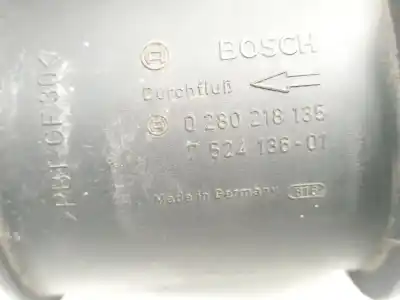 BOSCH
Durchfluß
0 280 218 135
7 524 136-01
Made in Germany
PBT GF30